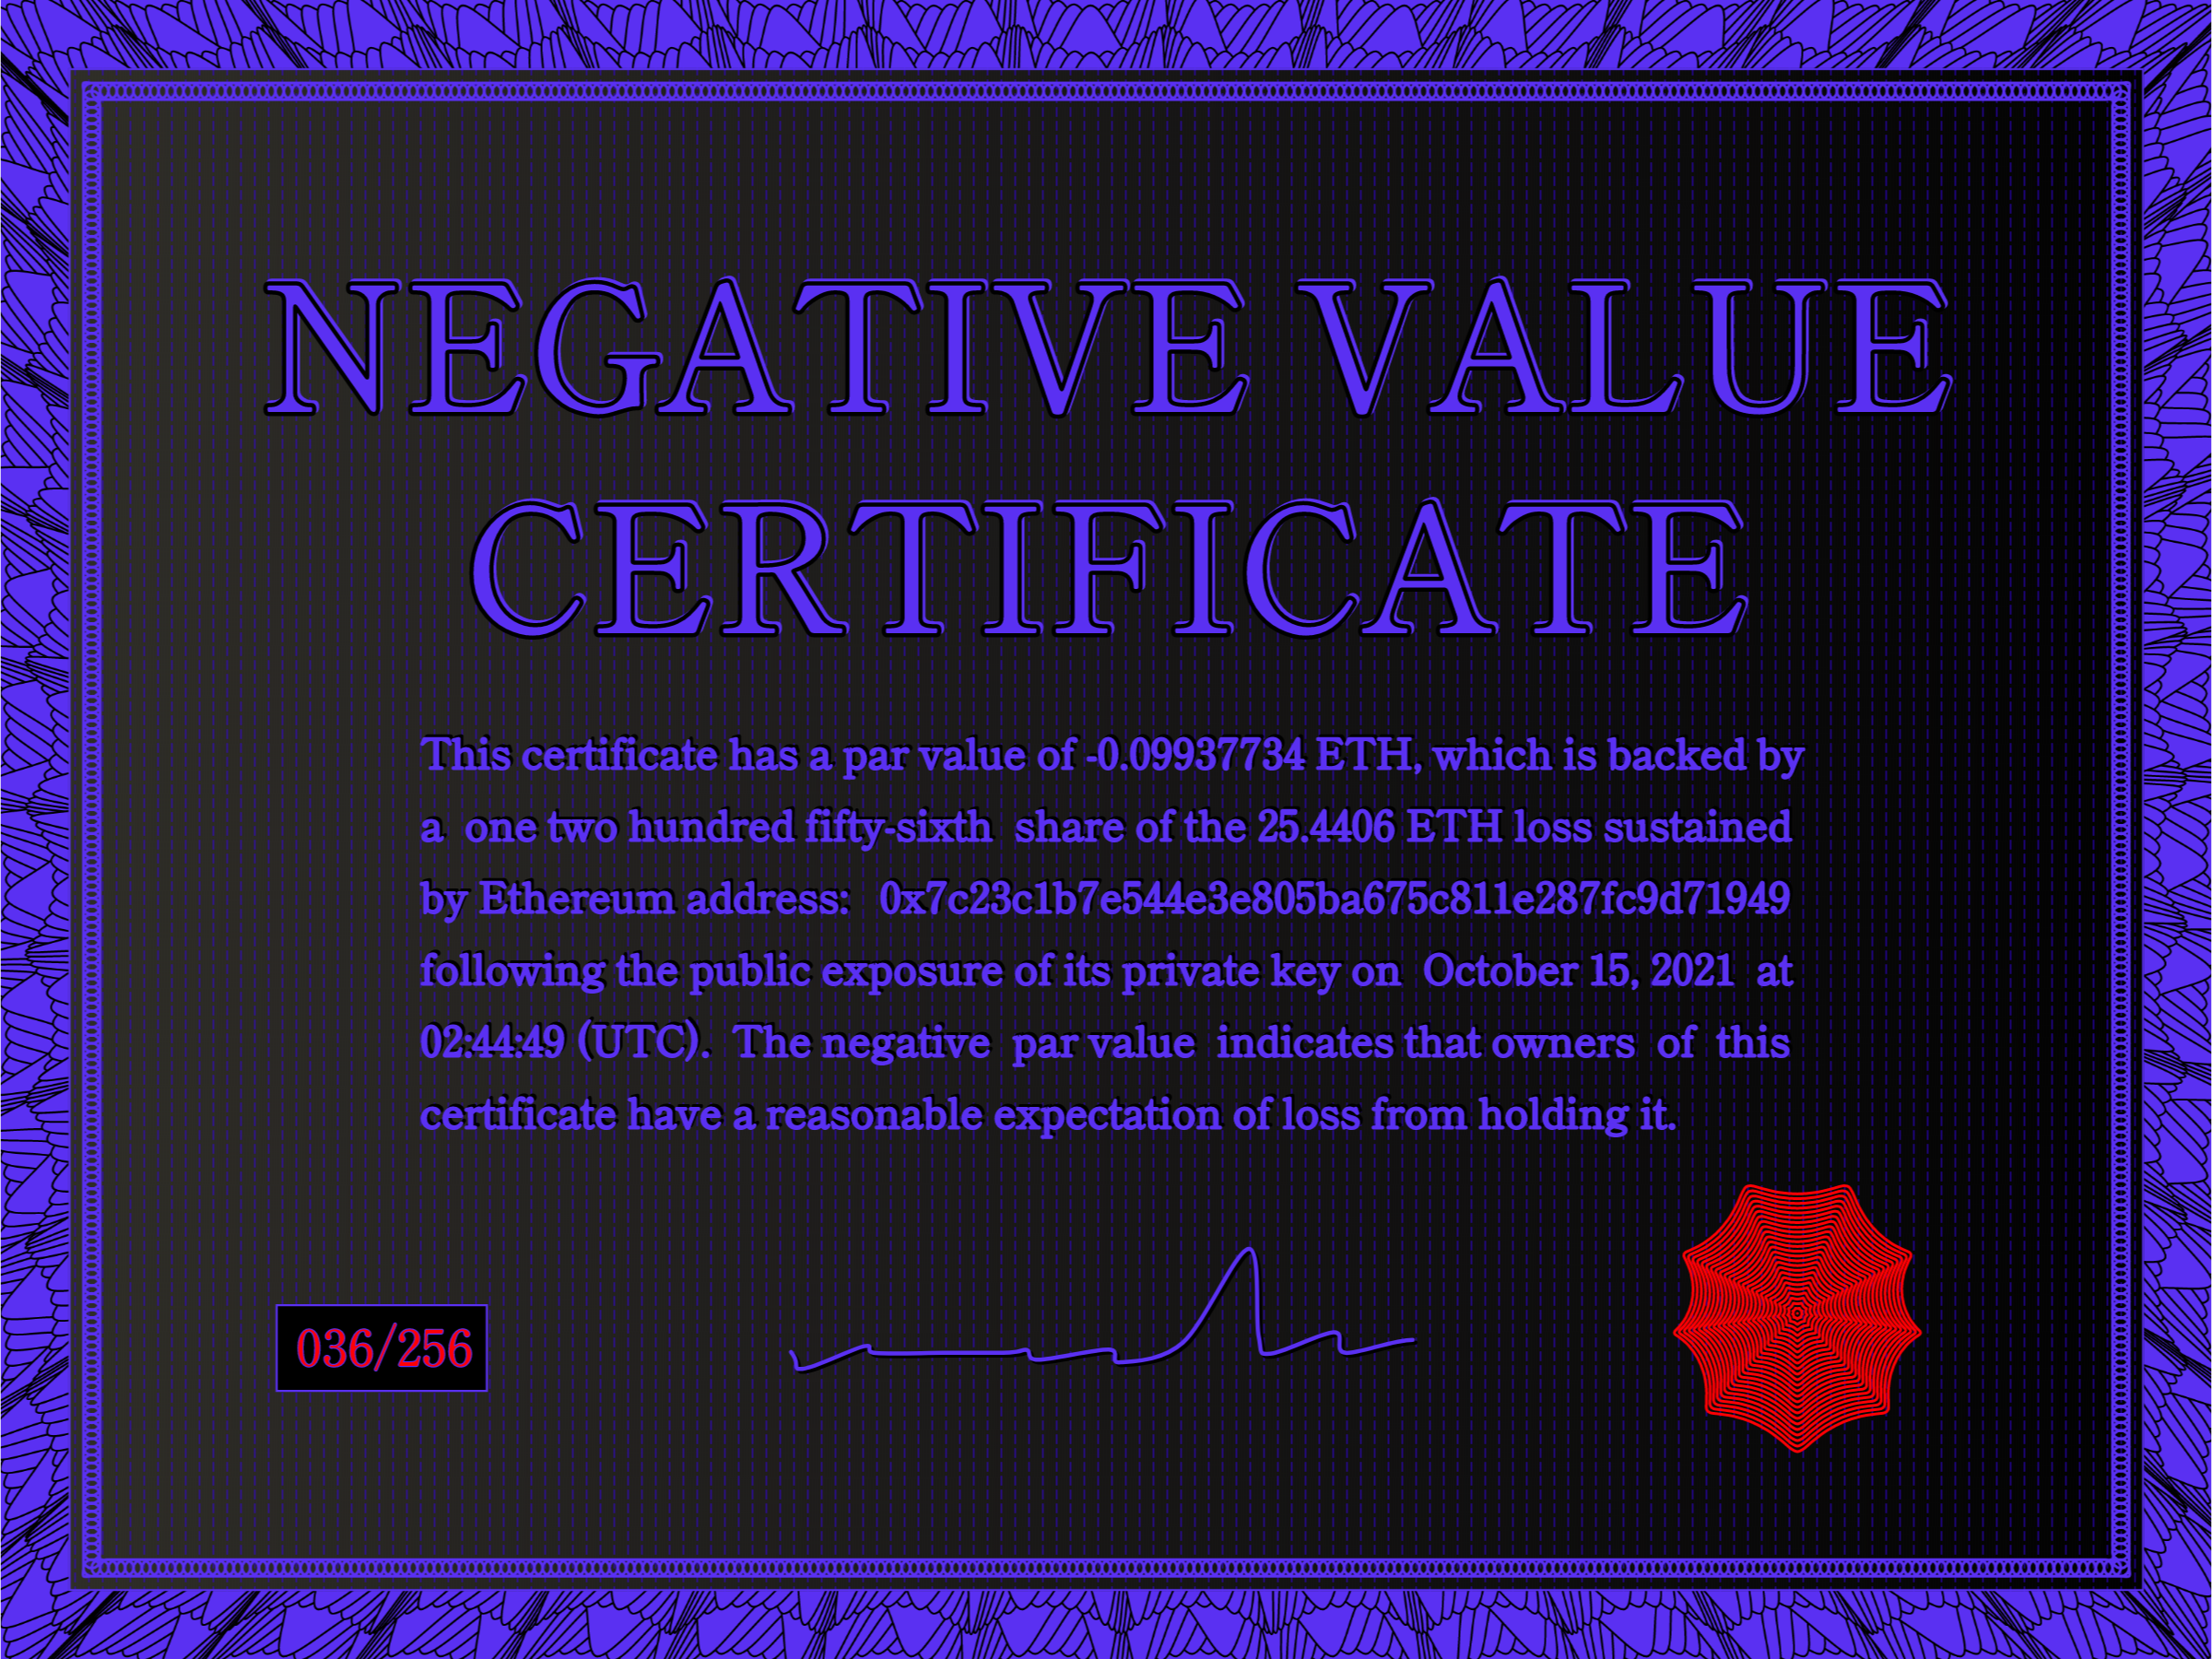 NEGATIVE VALUE
CERTIFICATE
This certificate has a par value of -0.09937734 ETH, which is backed by
a one two hundred fifty-sixth share of the 25.4406 ETH loss sustained
by Ethereum address: 0x7c23c1b7e544e3e805ba675c811e287fc9d71949
following the public exposure of its private key on October 15, 2021 at
02:44:49 (UTC). The negative par value indicates that owners of this
certificate have a reasonable expectation of loss from holding it.
036/256